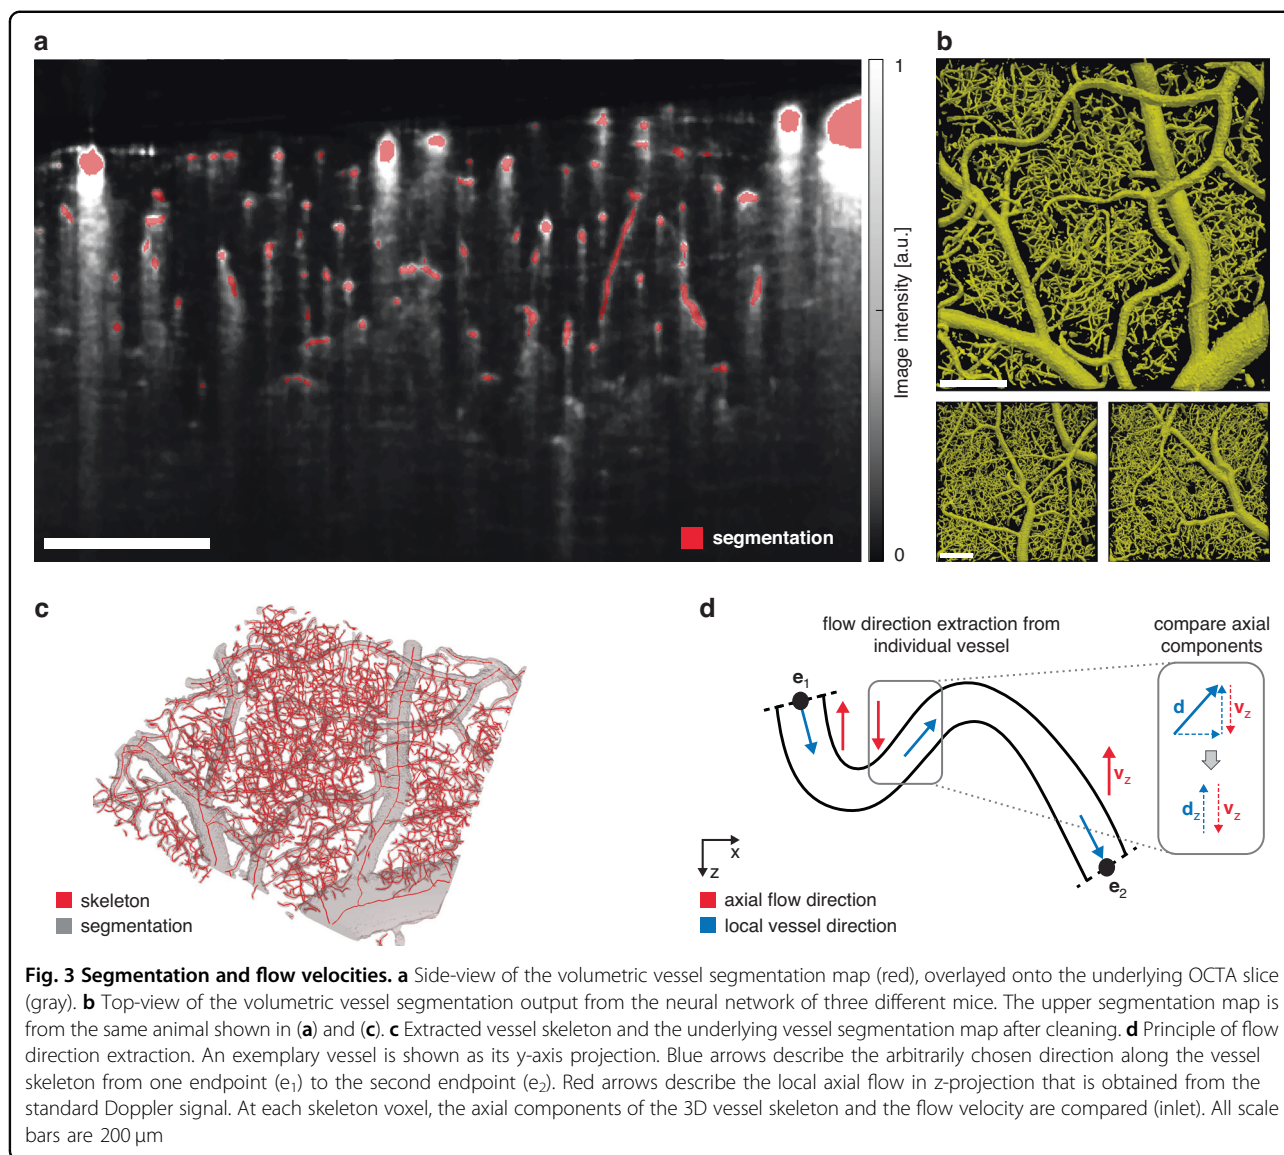 a
1
Image intensity [a.u.]
0
segmentation
b
c
skeleton
segmentation
d
flow direction extraction from
individual vessel
compare axial
components
e1
d
vz
vz
dz
vz
x
z
e2
axial flow direction
local vessel direction
Fig. 3 Segmentation and flow velocities. a Side-view of the volumetric vessel segmentation map (red), overlayed onto the underlying OCTA slice
(gray). b Top-view of the volumetric vessel segmentation output from the neural network of three different mice. The upper segmentation map is
from the same animal shown in (a) and (c). c Extracted vessel skeleton and the underlying vessel segmentation map after cleaning. d Principle of flow
direction extraction. An exemplary vessel is shown as its y-axis projection. Blue arrows describe the arbitrarily chosen direction along the vessel
skeleton from one endpoint (e1) to the second endpoint (e2). Red arrows describe the local axial flow in z-projection that is obtained from the
standard Doppler signal. At each skeleton voxel, the axial components of the 3D vessel skeleton and the flow velocity are compared (inlet). All scale
bars are 200 μm